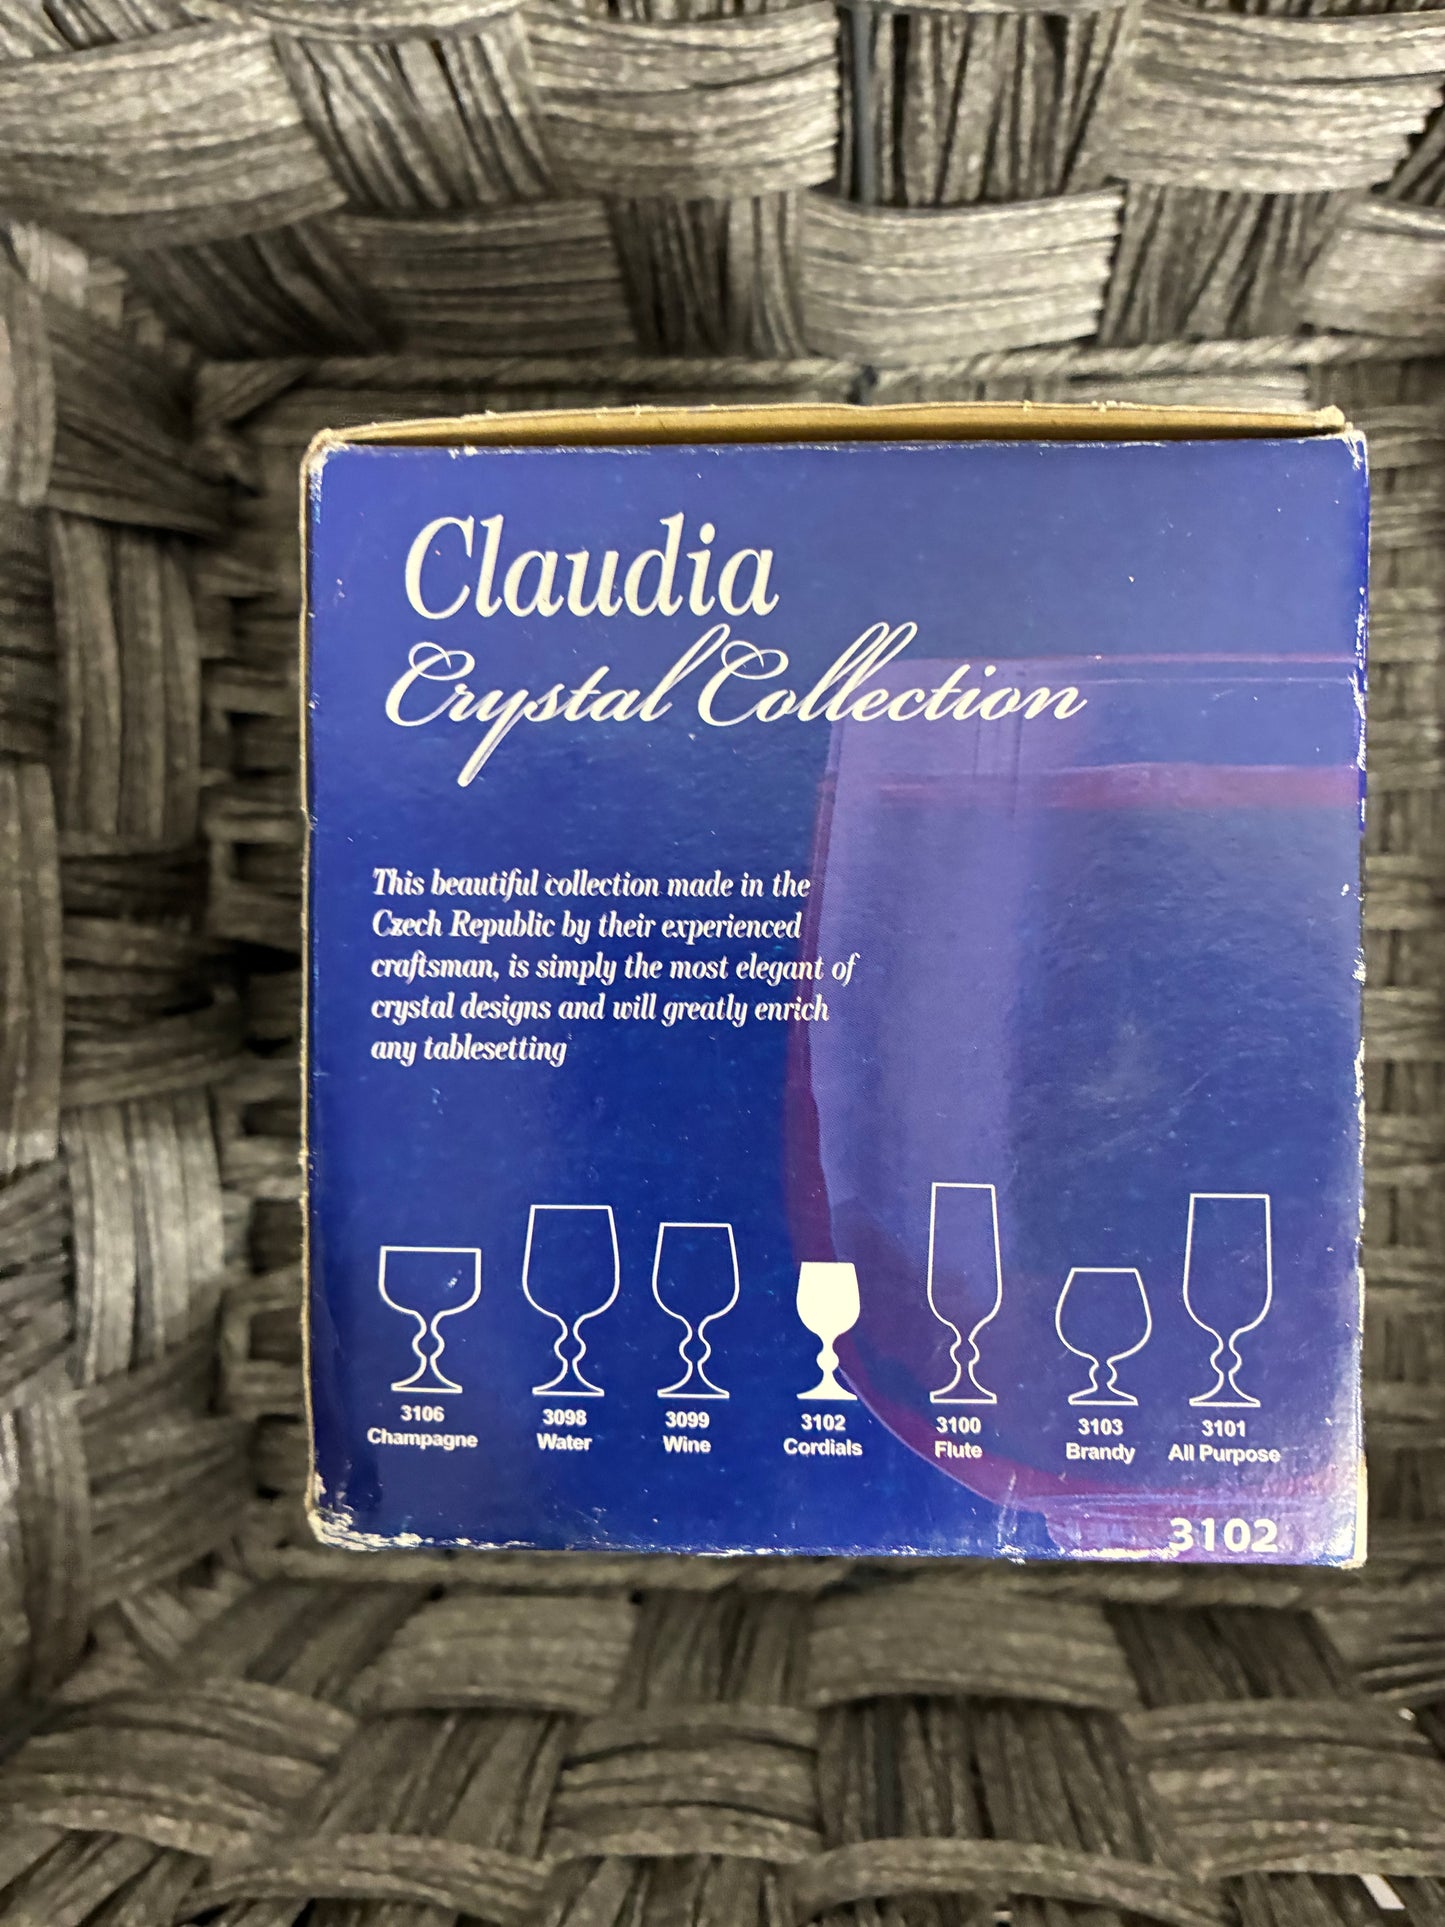 Claudia
Crystal Collection
This beautiful collection made in the
Czech Republic by their experienced
craftsman, is simply the most elegant of
crystal designs and will greatly enrich
any tablesetting
3106
Champagne
3098
Water
3099
Wine
3102
Cordials
3100
Flute
3103
Brandy
3101
All Purpose
3102